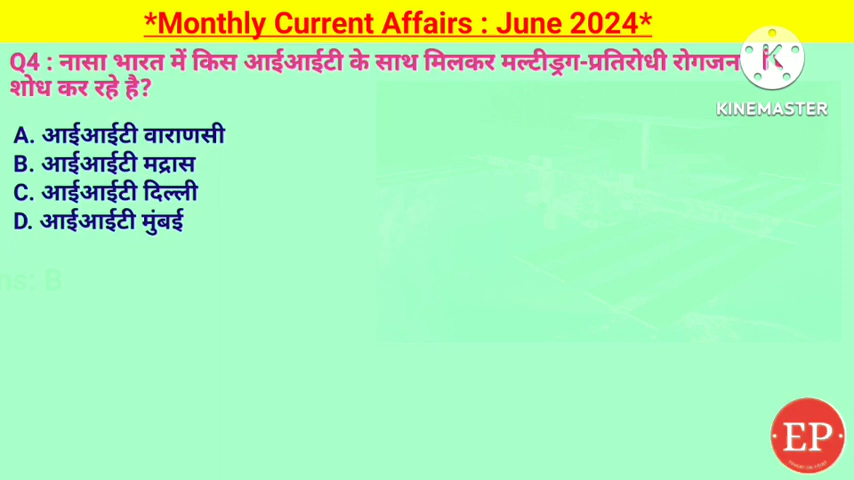 *Monthly Current Affairs : June 2024*
Q4 : नासा भारत में किस आईआईटी के साथ मिलकर मल्टीड्रग-प्रतिरोधी
शोध कर रहे है?
KINEMASTER
A. आईआईटी वाराणसी
B. आईआईटी मद्रास
C. आईआईटी दिल्ली
D. आईआईटी मुंबई
ns: B
EP